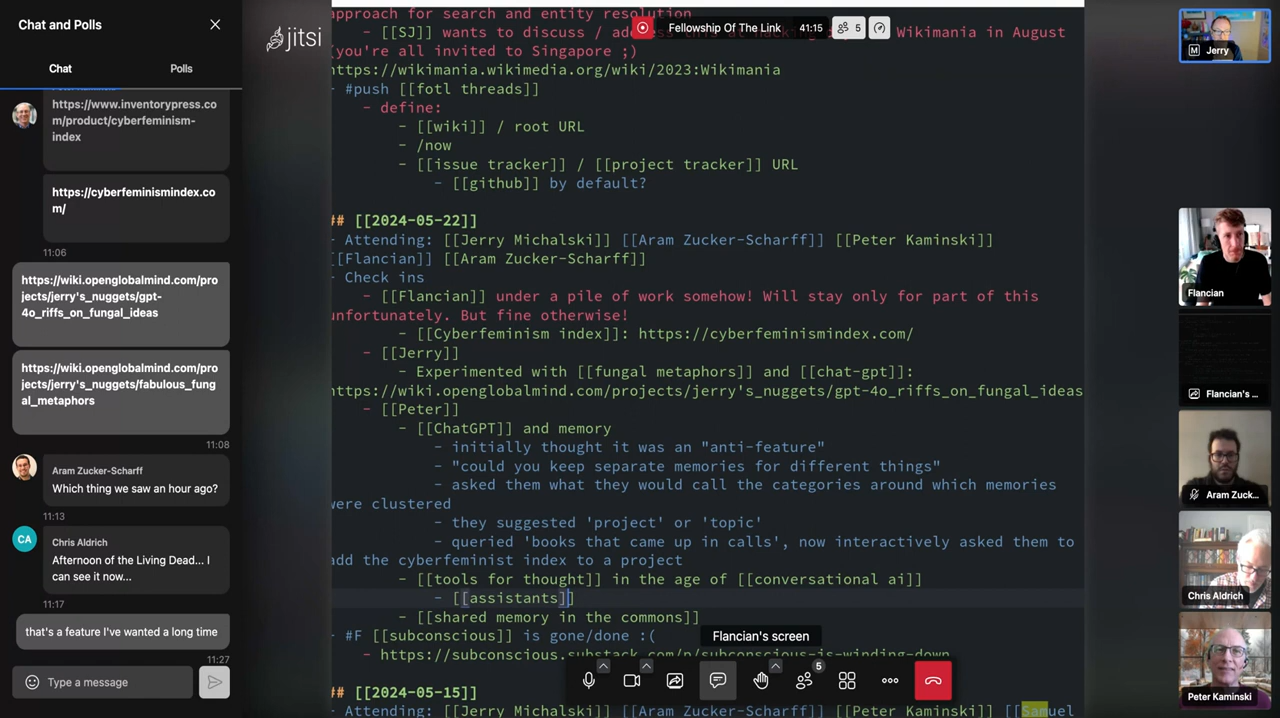 Chat and Polls
Chat
Polls
https://www.inventorypress.co
m/product/cyberfeminism-
index
https://cyberfeminismindex.co
m/
11:06
https://wiki.openglobalmind.com/pro
jects/jerry's_nuggets/gpt-
4o_riffs_on_fungal_ideas
https://wiki.openglobalmind.com/pro
jects/jerry's_nuggets/fabulous_fung
al_metaphors
11:08
Aram Zucker-Scharff
Which thing we saw an hour ago?
11:13
CA
Chris Aldrich
Afternoon of the Living Dead... I
can see it now...
11:17
that's a feature I've wanted a long time
11:27
Type a message
jitsi
Fellowship Of The Link
41:15
5
approach for search and entity resolution
- [[SJ]] wants to discuss / ad
Wikimania in August
(you're all invited to Singapore ;)
https://wikimania.wikimedia.org/wiki/2023:Wikimania
- #push [[fotl threads]]
- define:
- [[wiki]] / root URL
- /now
- [[issue tracker]] / [[project tracker]] URL
- [[github]] by default?
## [[2024-05-22]]
- Attending: [[Jerry Michalski]] [[Aram Zucker-Scharff]] [[Peter Kaminski]]
[[Flancian]] [[Aram Zucker-Scharff]]
- Check ins
- [[Flancian]] under a pile of work somehow! Will stay only for part of this
unfortunately. But fine otherwise!
- [[Cyberfeminism index]]: https://cyberfeminismindex.com/
- [[Jerry]]
- Experimented with [[fungal metaphors]] and [[chat-gpt]]:
https://wiki.openglobalmind.com/projects/jerry's_nuggets/gpt-4o_riffs_on_fungal_ideas
- [[Peter]]
- [[ChatGPT]] and memory
- initially thought it was an "anti-feature"
- "could you keep separate memories for different things"
- asked them what they would call the categories around which memories
were clustered
- they suggested 'project' or 'topic'
- queried 'books that came up in calls', now interactively asked them to
add the cyberfeminist index to a project
- [[tools for thought]] in the age of [[conversational ai]]
- [[assistants]]
- [[shared memory in the commons]]
- #F [[subconscious]] is gone/done :(
- https://subconscious.substack.com/p/subconscious-is-winding-down
## [[2024-05-15]]
- Attending: [[Jerry Michalski]] [[Aram Zucker-Scharff]] [[Peter Kaminski]] [[Samuel
Flancian's screen
5
M Jerry
Flancian
Flancian's ...
Aram Zuck...
Chris Aldrich
Peter Kaminski